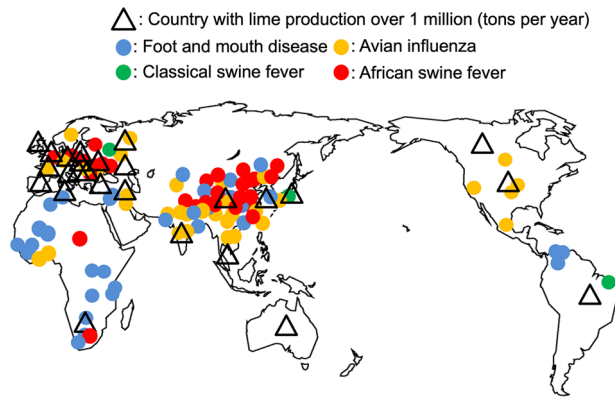 : Country with lime production over 1 million (tons per year)
: Foot and mouth disease : Avian influenza
: Classical swine fever : African swine fever